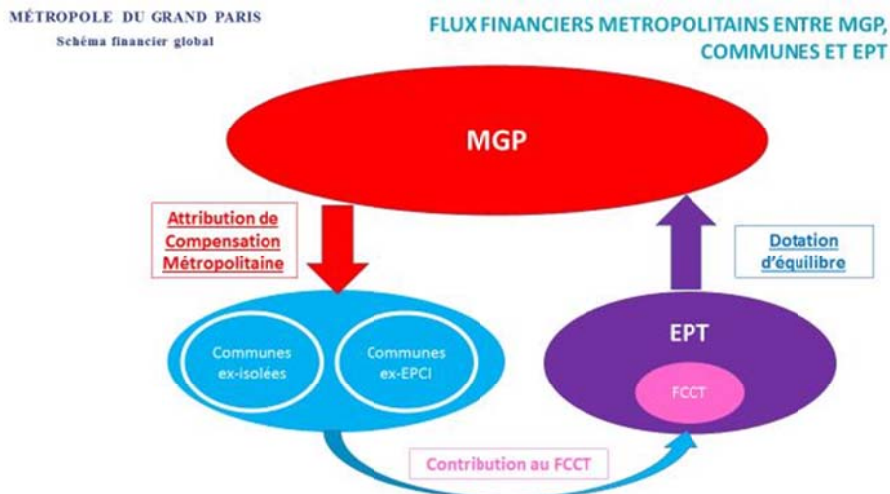 MÉTROPOLE DU GRAND PARIS
Schéma financier global
FLUX FINANCIERS METROPOLITAINS ENTRE MGP,
COMMUNES ET EPT
MGP
Attribution de
Compensation
Métropolitaine
Dotation
d'équilibre
Communes
ex-isolées
Communes
ex-EPCI
EPT
FCCT
Contribution au FCCT